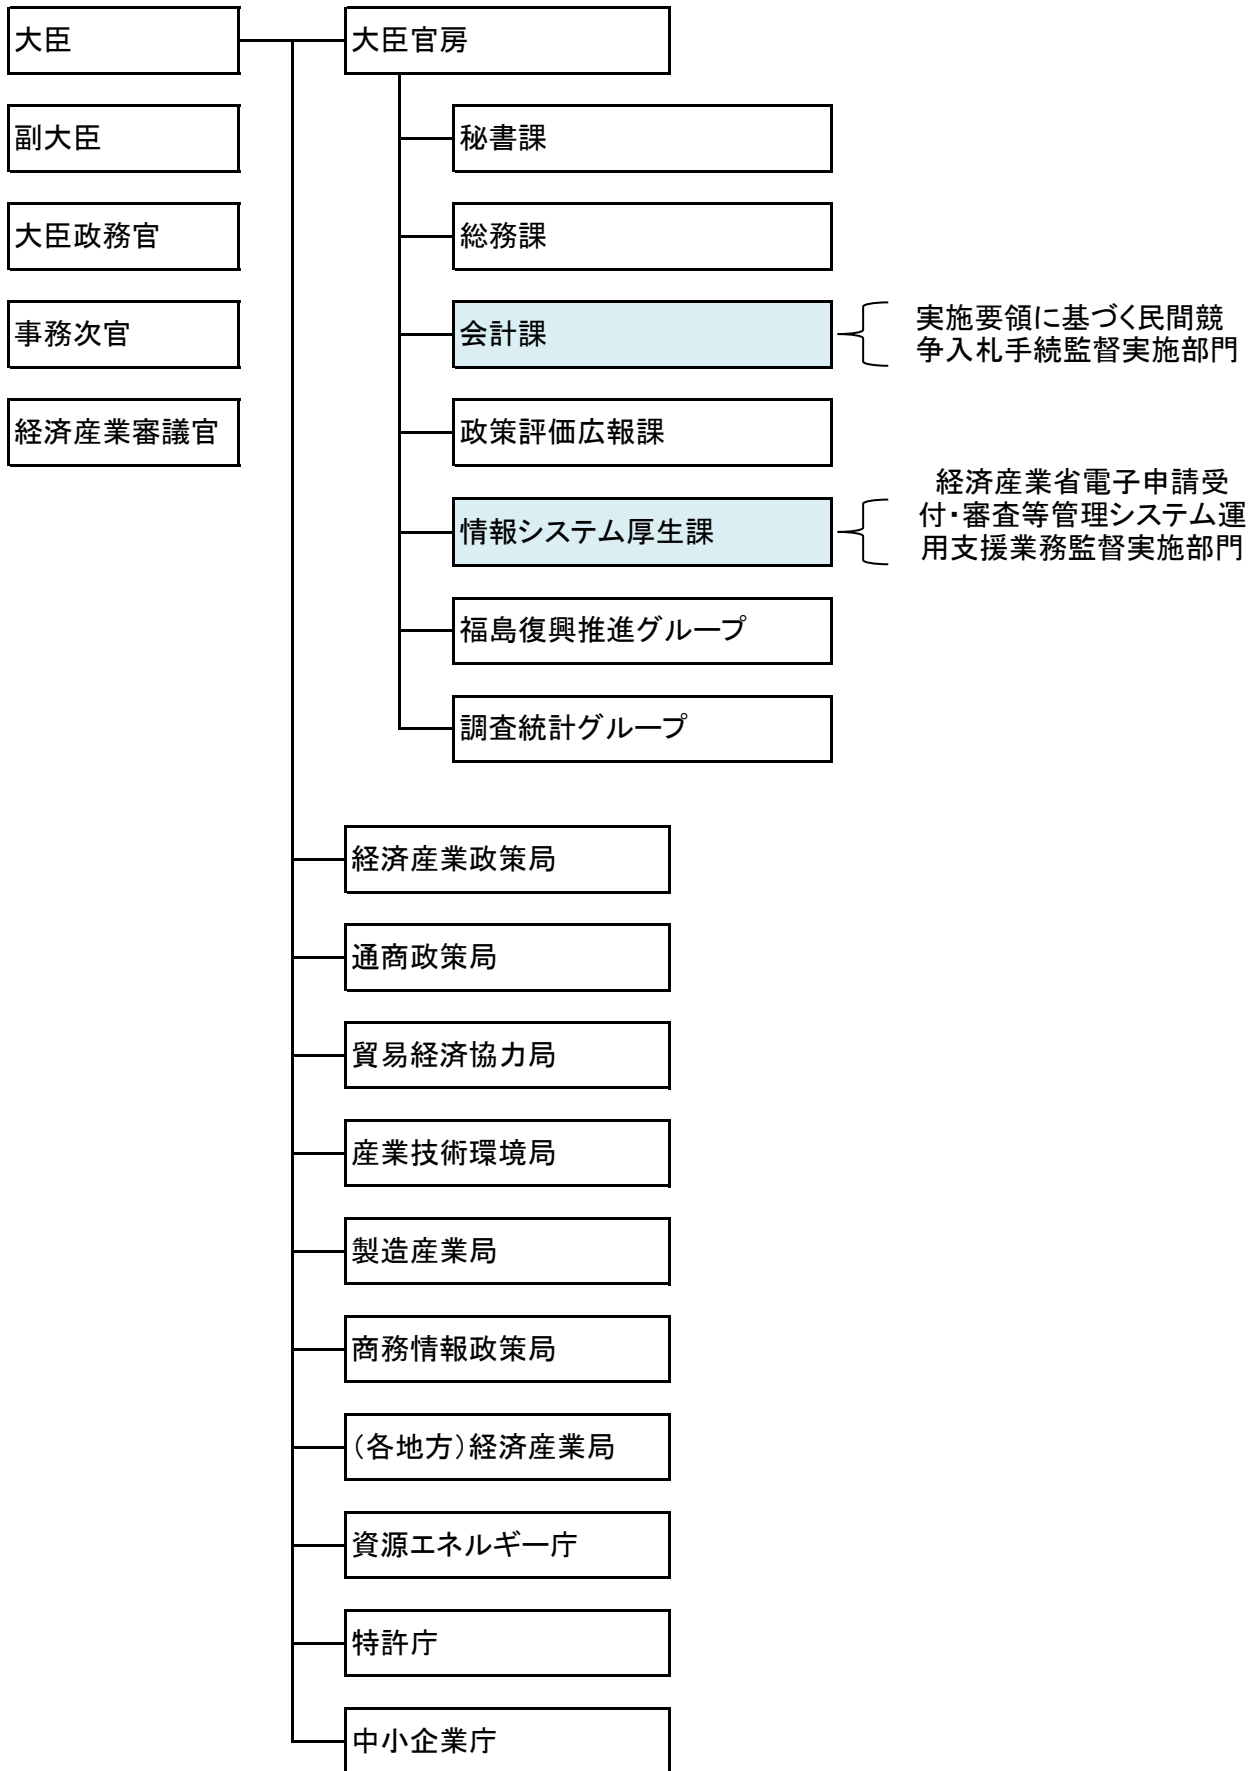 大臣
大臣官房
副大臣
秘書課
大臣政務官
総務課
事務次官
会計課
実施要領に基づく民間競
争入札手続監督実施部門
経済産業審議官
政策評価広報課
情報システム厚生課
経済産業省電子申請受
付・審査等管理システム運
用支援業務監督実施部門
福島復興推進グループ
調査統計グループ
経済産業政策局
通商政策局
貿易経済協力局
産業技術環境局
製造産業局
商務情報政策局
(各地方)経済産業局
資源エネルギー庁
特許庁
中小企業庁